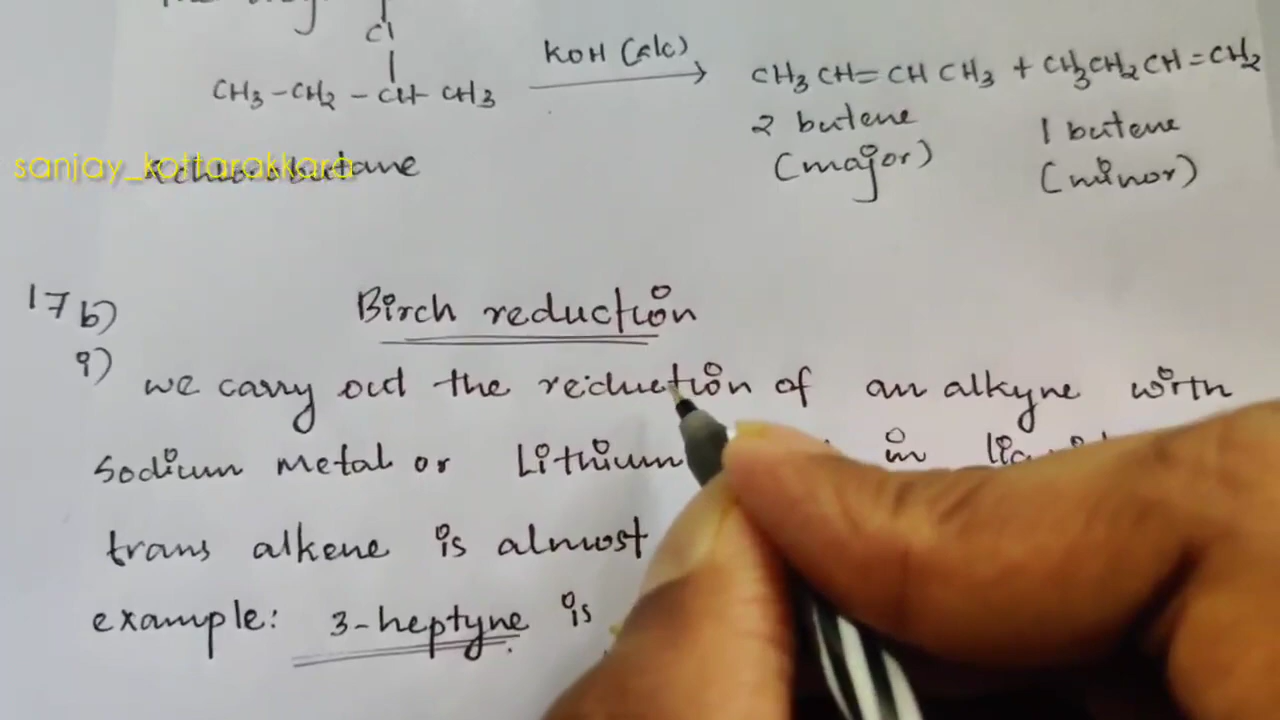 Cl
CH3 - CH2 - CH - CH3 KOH (alc) CH3 CH=CH CH3 + CH3CH2CH=CH2
2 butene 1 butene
(major) (minor)
sanjay_kottarakkara
17 b) Birch reduction
i) we carry out the reduction of an alkyne with
sodium metal or Lithium in
trans alkene is almost
example: 3-heptyne is